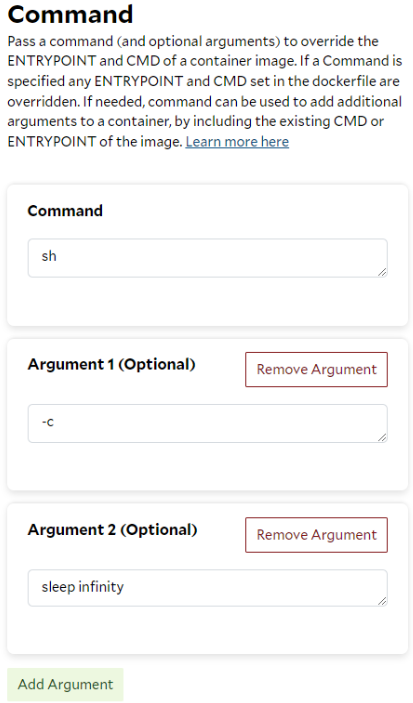 Command
Pass a command (and optional arguments) to override the
ENTRYPOINT and CMD of a container image. If a Command is
specified any ENTRYPOINT and CMD set in the dockerfile are
overridden. If needed, command can be used to add additional
arguments to a container, by including the existing CMD or
ENTRYPOINT of the image. Learn more here
Command
sh
Argument 1 (Optional)
Remove Argument
-c
Argument 2 (Optional)
Remove Argument
sleep infinity
Add Argument